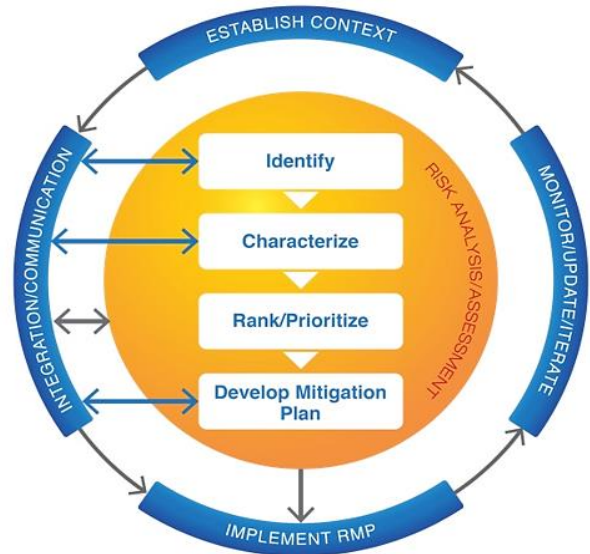 ESTABLISH CONTEXT
INTEGRATION/COMMUNICATION
Identify
Characterize
Rank/Prioritize
Develop Mitigation
Plan
RISK ANALYSIS/ASSESSMENT
MONITOR/UPDATE/ITERATE
IMPLEMENT RMP